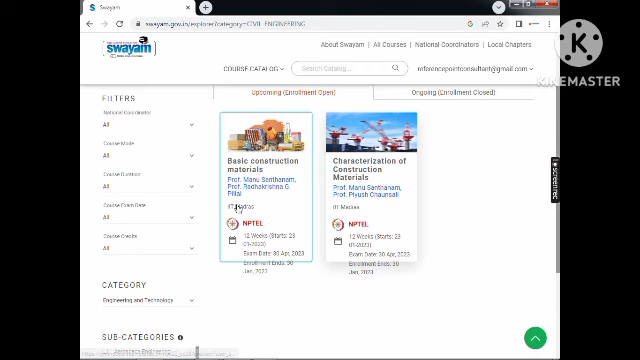 Swayam
swayam.gov.in/explorer?category=CIVIL ENGINEERING
About Swayam | All Courses | National Coordinators | Local Chapters
swayam
COURSE CATALOG
Search Catalog...
referencepointconsultant@gmail.com
KINEMASTER
FILTERS
Upcoming (Enrollment Open)
Ongoing (Enrollment Closed)
National Coordinator
All
Course Mode
All
Course Duration
All
Course Exam Date
All
Course Credits
All
CATEGORY
Engineering and Technology
SUB-CATEGORIES
Basic construction
materials
Prof. Manu Santhanam,
Prof. Radhakrishna G
Pillai
IIT Madras
NPTEL
12 Weeks (Starts: 23
-01-2023)
Exam Date: 30 Apr, 2023
Enrollment Ends: 30
Jan, 2023
Characterization of
Construction
Materials
Prof. Manu Santhanam,
Prof. Piyush Chaunsali
IIT Madras
NPTEL
12 Weeks (Starts: 23
-01-2023)
Exam Date: 30 Apr, 2023
Enrollment Ends: 30
Jan, 2023
screenrec